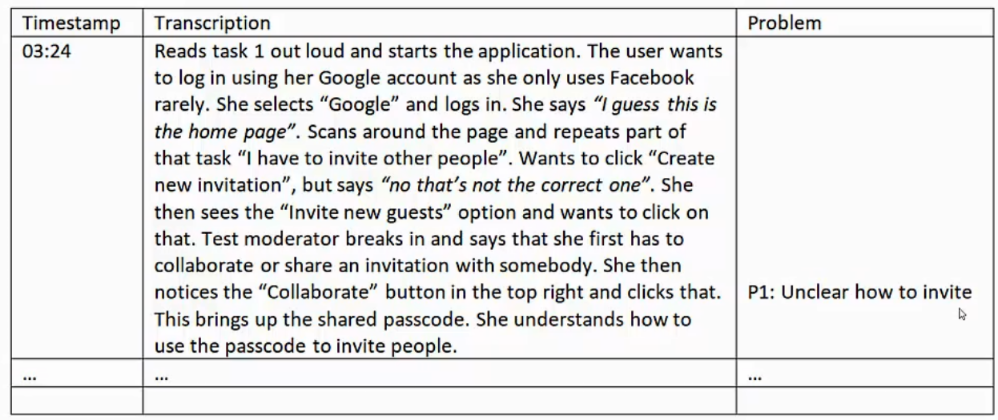 Timestamp Transcription Problem
03:24 Reads task 1 out loud and starts the application. The user wants
to log in using her Google account as she only uses Facebook
rarely. She selects “Google” and logs in. She says “I guess this is
the home page”. Scans around the page and repeats part of
that task “I have to invite other people”. Wants to click “Create
new invitation”, but says “no that’s not the correct one”. She
then sees the “Invite new guests” option and wants to click on
that. Test moderator breaks in and says that she first has to
collaborate or share an invitation with somebody. She then
notices the “Collaborate” button in the top right and clicks that. P1: Unclear how to invite
This brings up the shared passcode. She understands how to
use the passcode to invite people.
... ... ...